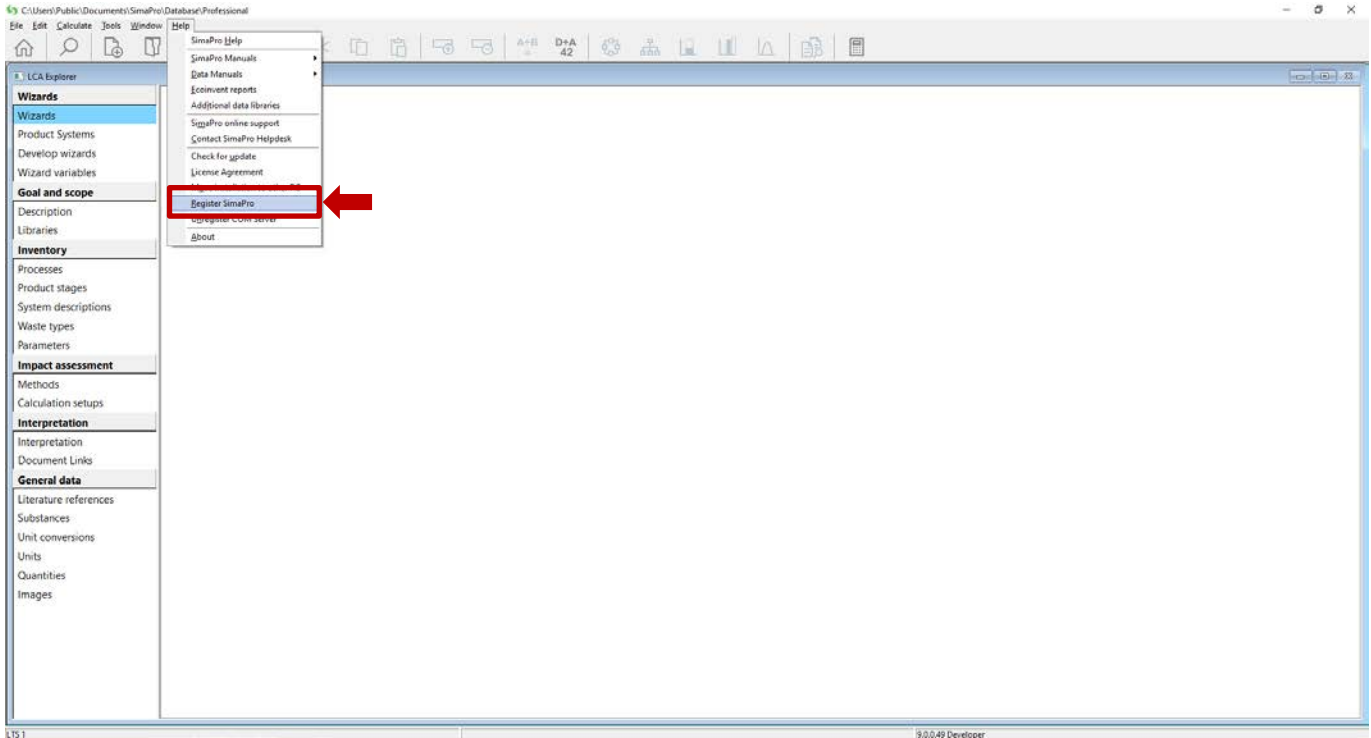 C:\Users\Public\Documents\SimaPro\Database\Professional
File Edit Calculate Tools Window Help
A+B
=
D+A
42
SimaPro Help
SimaPro Manuals
Data Manuals
Ecoinvent reports
Additional data libraries
SimaPro online support
Contact SimaPro Helpdesk
Check for update
License Agreement
Register SimaPro
Unregister COM server
About
LCA Explorer
Wizards
Wizards
Product Systems
Develop wizards
Wizard variables
Goal and scope
Description
Libraries
Inventory
Processes
Product stages
System descriptions
Waste types
Parameters
Impact assessment
Methods
Calculation setups
Interpretation
Interpretation
Document Links
General data
Literature references
Substances
Unit conversions
Units
Quantities
Images
LTS 1
9.0.0.49 Developer